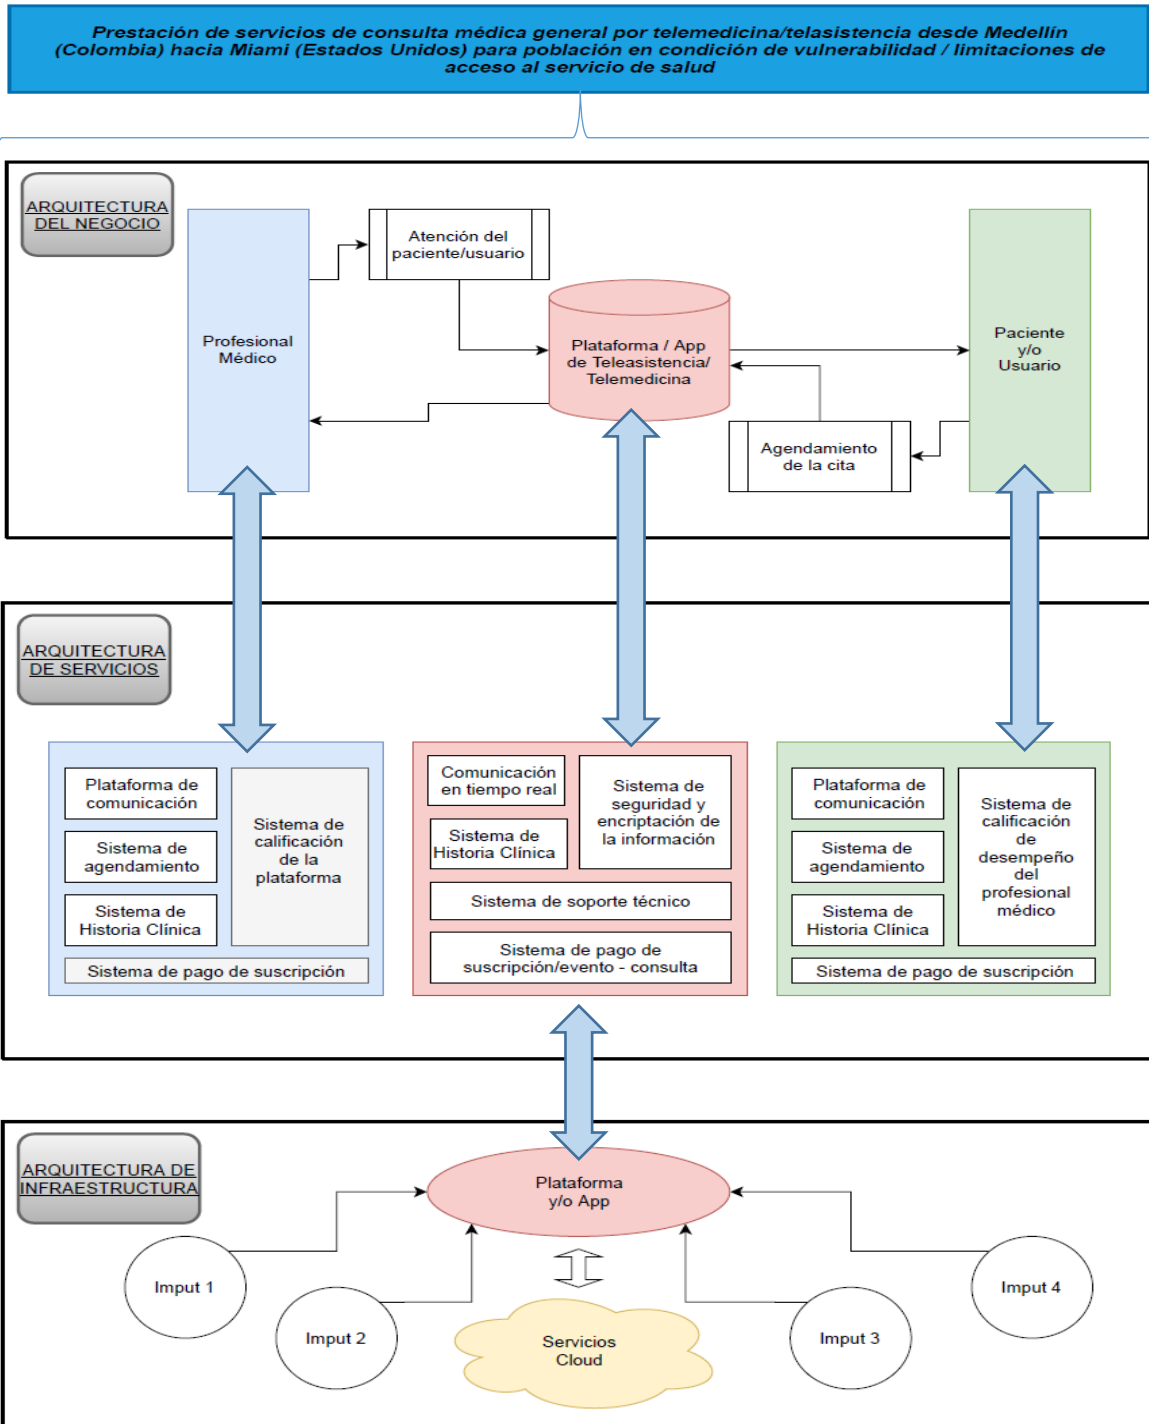 Prestación de servicios de consulta médica general por telemedicina/telasistencia desde Medellín
(Colombia) hacia Miami (Estados Unidos) para población en condición de vulnerabilidad / limitaciones de
acceso al servicio de salud
ARQUITECTURA
DEL NEGOCIO
Atención del
paciente/usuario
Profesional
Médico
Plataforma / App
de Teleasistencia/
Telemedicina
Paciente
y/o
Usuario
Agendamiento
de la cita
ARQUITECTURA
DE SERVICIOS
Plataforma de
comunicación
Sistema de
agendamiento
Sistema de
Historia Clínica
Sistema de
calificación
de la
plataforma
Sistema de pago de suscripción
Comunicación
en tiempo real
Sistema de
Historia Clínica
Sistema de
seguridad y
encriptación de
la información
Sistema de soporte técnico
Sistema de pago de
suscripción/evento - consulta
Plataforma de
comunicación
Sistema de
agendamiento
Sistema de
Historia Clínica
Sistema de
calificación
de
desempeño
del
profesional
médico
Sistema de pago de suscripción
ARQUITECTURA DE
INFRAESTRUCTURA
Plataforma
y/o App
Imput 1
Imput 2
Servicios
Cloud
Imput 3
Imput 4